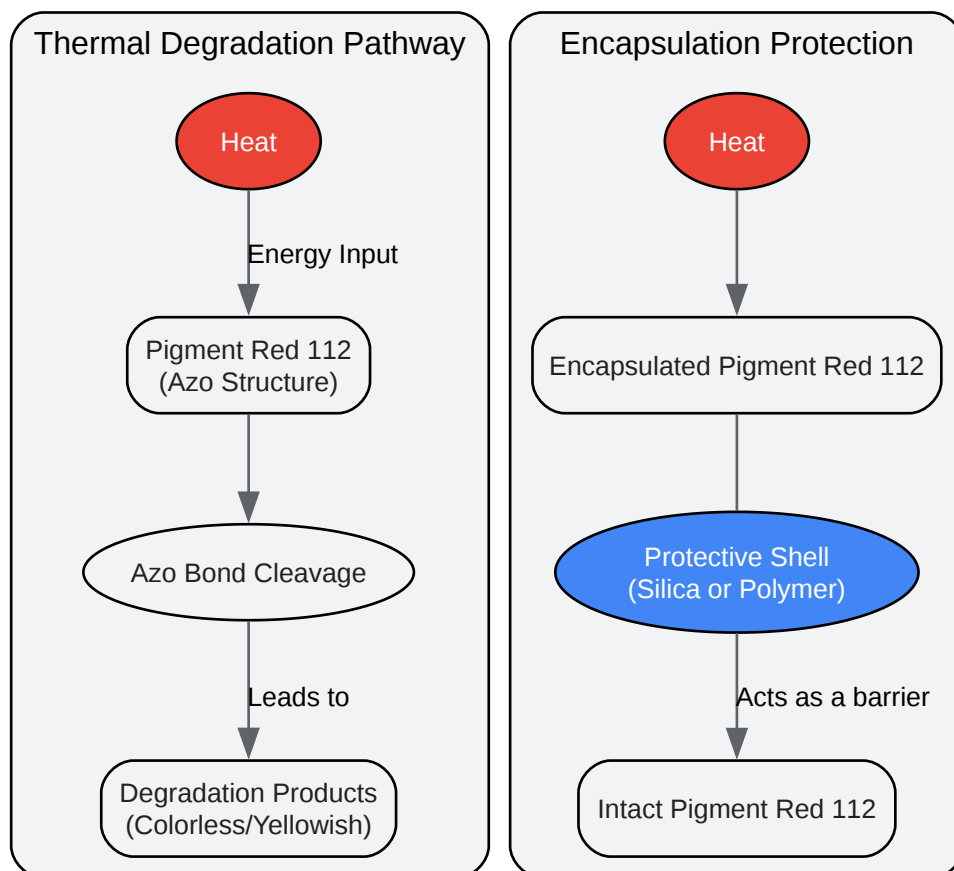 Thermal Degradation Pathway
Heat
Energy Input
Pigment Red 112
(Azo Structure)
Azo Bond Cleavage
Leads to
Degradation Products
(Colorless/Yellowish)
Encapsulation Protection
Heat
Encapsulated Pigment Red 112
Protective Shell
(Silica or Polymer)
Acts as a barrier
Intact Pigment Red 112